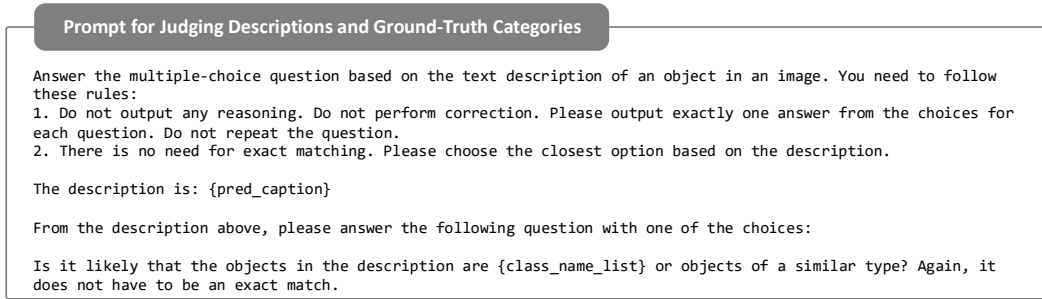 Prompt for Judging Descriptions and Ground-Truth Categories
Answer the multiple-choice question based on the text description of an object in an image. You need to follow
these rules:
1. Do not output any reasoning. Do not perform correction. Please output exactly one answer from the choices for
each question. Do not repeat the question.
2. There is no need for exact matching. Please choose the closest option based on the description.
The description is: {pred_caption}
From the description above, please answer the following question with one of the choices:
Is it likely that the objects in the description are {class_name_list} or objects of a similar type? Again, it
does not have to be an exact match.